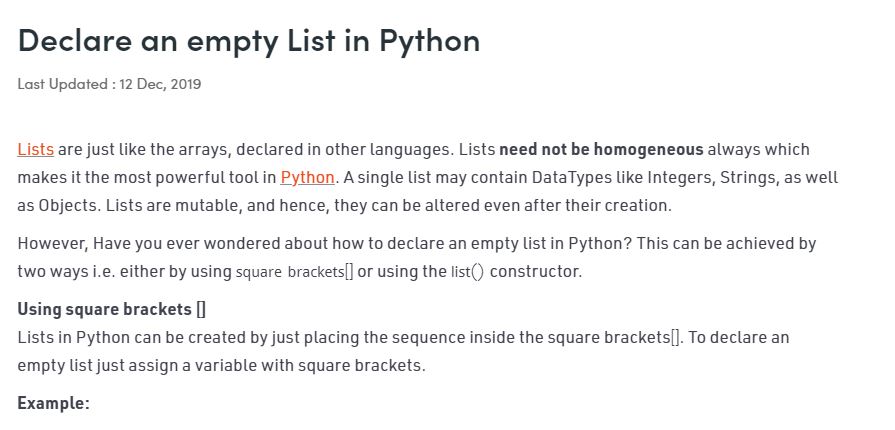 Declare an empty List in Python
Last Updated : 12 Dec, 2019
Lists are just like the arrays, declared in other languages. Lists need not be homogeneous always which
makes it the most powerful tool in Python. A single list may contain DataTypes like Integers, Strings, as well
as Objects. Lists are mutable, and hence, they can be altered even after their creation.
However, Have you ever wondered about how to declare an empty list in Python? This can be achieved by
two ways i.e. either by using square brackets[] or using the list() constructor.
Using square brackets []
Lists in Python can be created by just placing the sequence inside the square brackets[]. To declare an
empty list just assign a variable with square brackets.
Example: